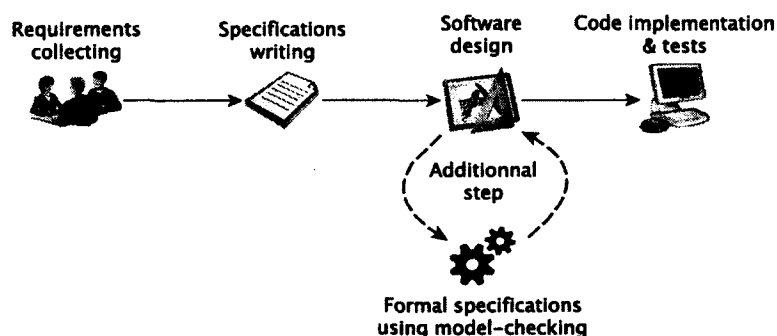 Requirements
collecting
Specifications
writing
Software
design
Code implementation
& tests
Additionnal
step
Formal specifications
using model-checking